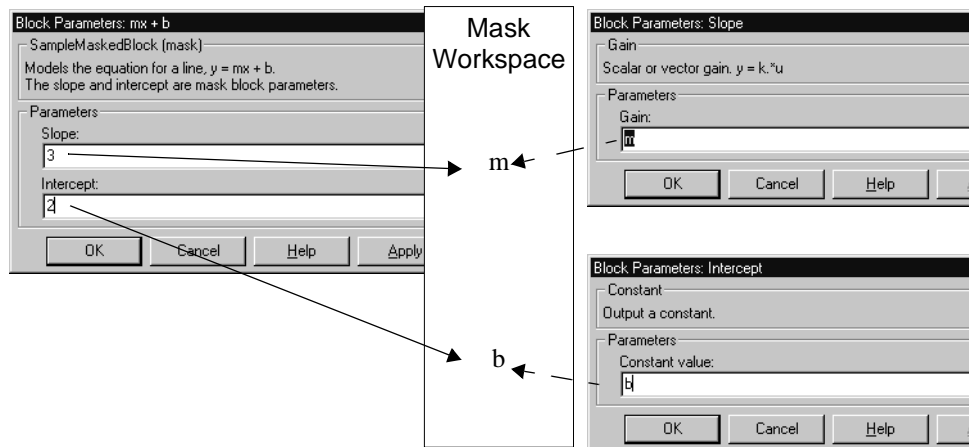 Block Parameters: mx + b
SampleMaskedBlock (mask)
Models the equation for a line, y = mx + b.
The slope and intercept are mask block parameters.
Parameters
Slope:
3
Intercept:
2
OK Cancel Help Apply
Mask
Workspace
m
b
Block Parameters: Slope
Gain
Scalar or vector gain. y = k.*u
Parameters
Gain:
m
OK Cancel Help
Block Parameters: Intercept
Constant
Output a constant.
Parameters
Constant value:
b
OK Cancel Help